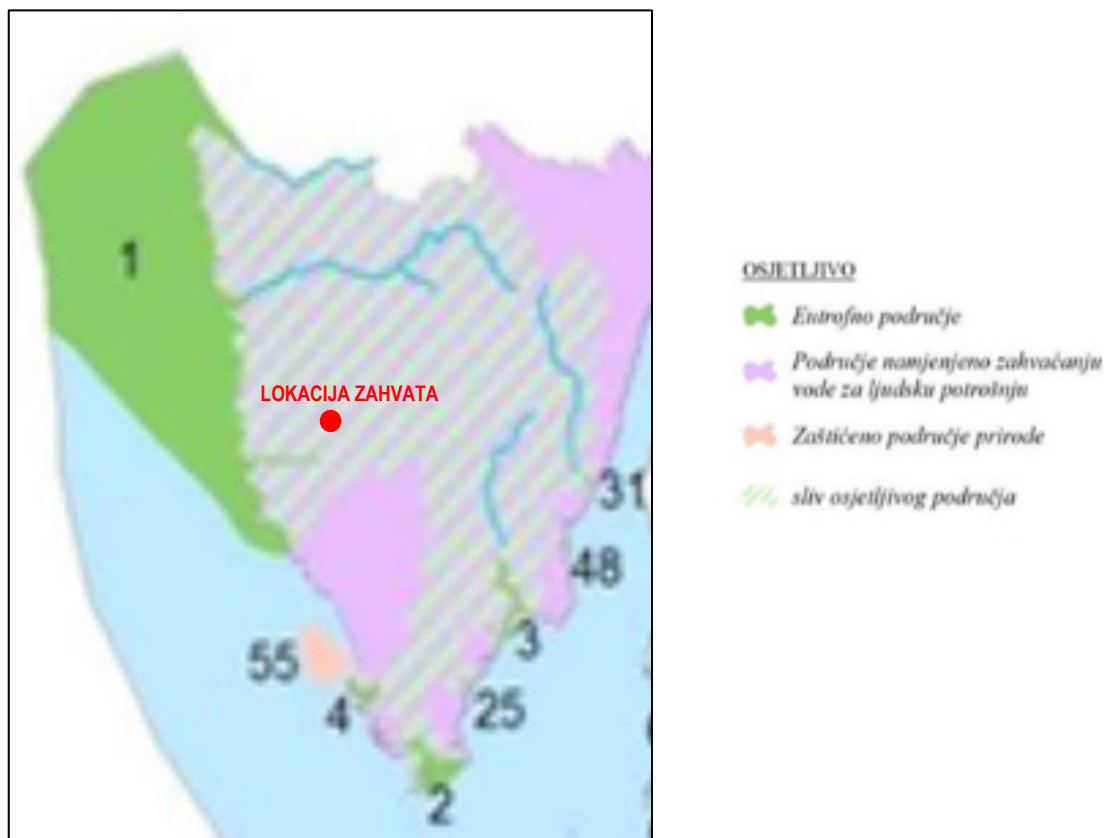 1
LOKACIJA ZAHVATA
31
48
3
55
4
25
2
OSJETLJIVO
Eutrofno područje
Područje namjenjeno zahvaćanju
vode za ljudsku potrošnju
Zaštićeno područje prirode
sliv osjetljivog područja